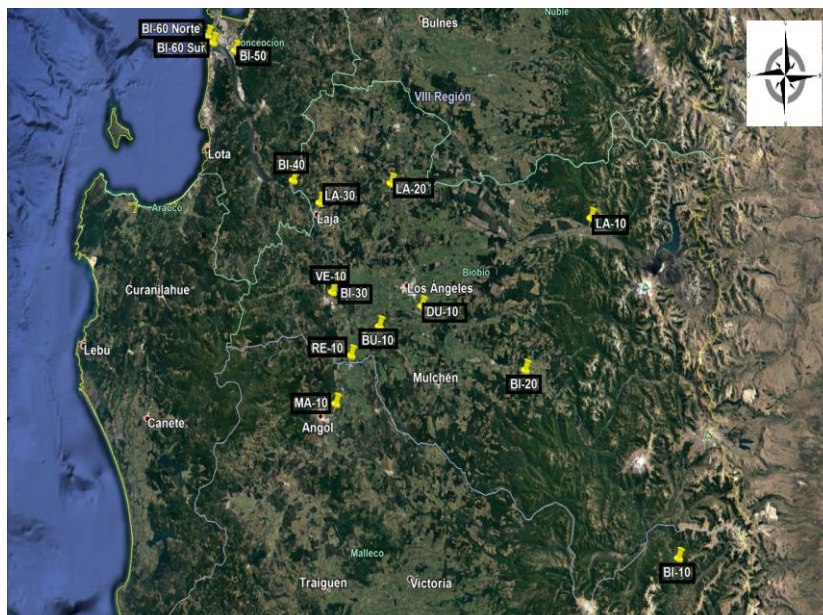 Bulnes
Ñuble
BI-60 Norte
Concepcion
BI-60 Sur
BI-50
VIII Región
Lota
BI-40
LA-20
LA-30
Laja
LA-10
Arauco
Curanilahue
VE-10
BI-30
Biobío
Los Angeles
DU-10
Lebu
RE-10
BU-10
Mulchén
BI-20
MA-10
Canete
Angol
Malleco
Traiguen
Victoria
BI-10